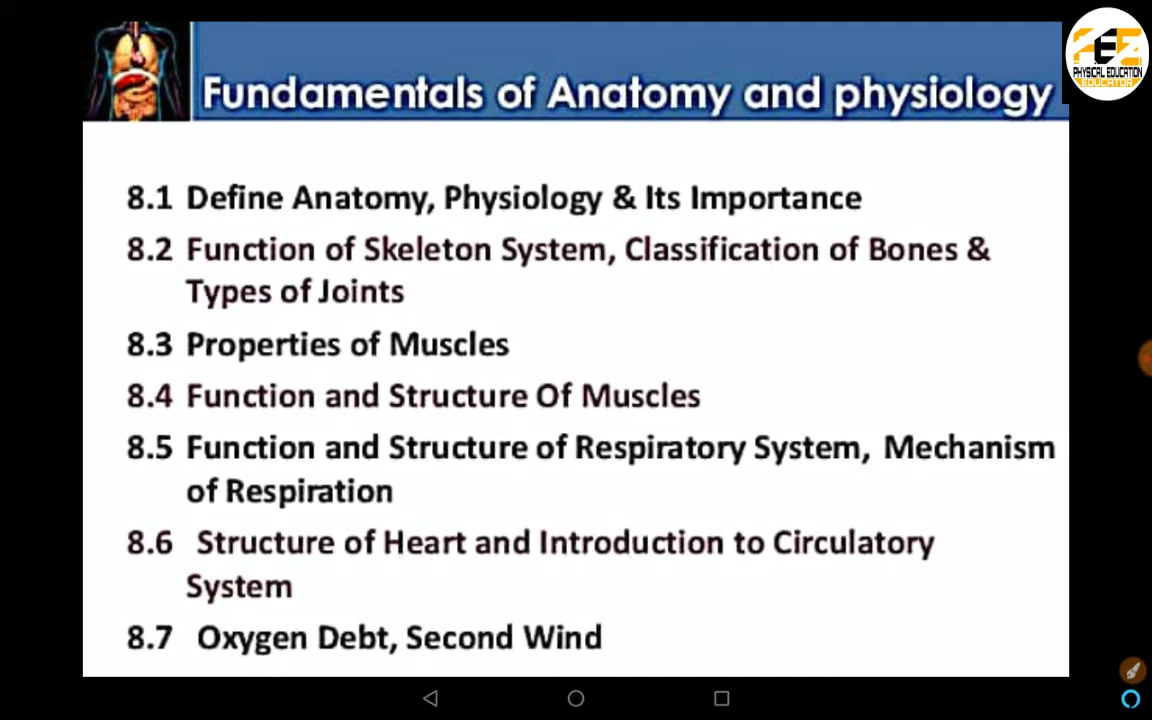 PHYSICAL EDUCATION
EDUCATOR
Fundamentals of Anatomy and physiology
8.1 Define Anatomy, Physiology & Its Importance
8.2 Function of Skeleton System, Classification of Bones &
Types of Joints
8.3 Properties of Muscles
8.4 Function and Structure Of Muscles
8.5 Function and Structure of Respiratory System, Mechanism
of Respiration
8.6 Structure of Heart and Introduction to Circulatory
System
8.7 Oxygen Debt, Second Wind